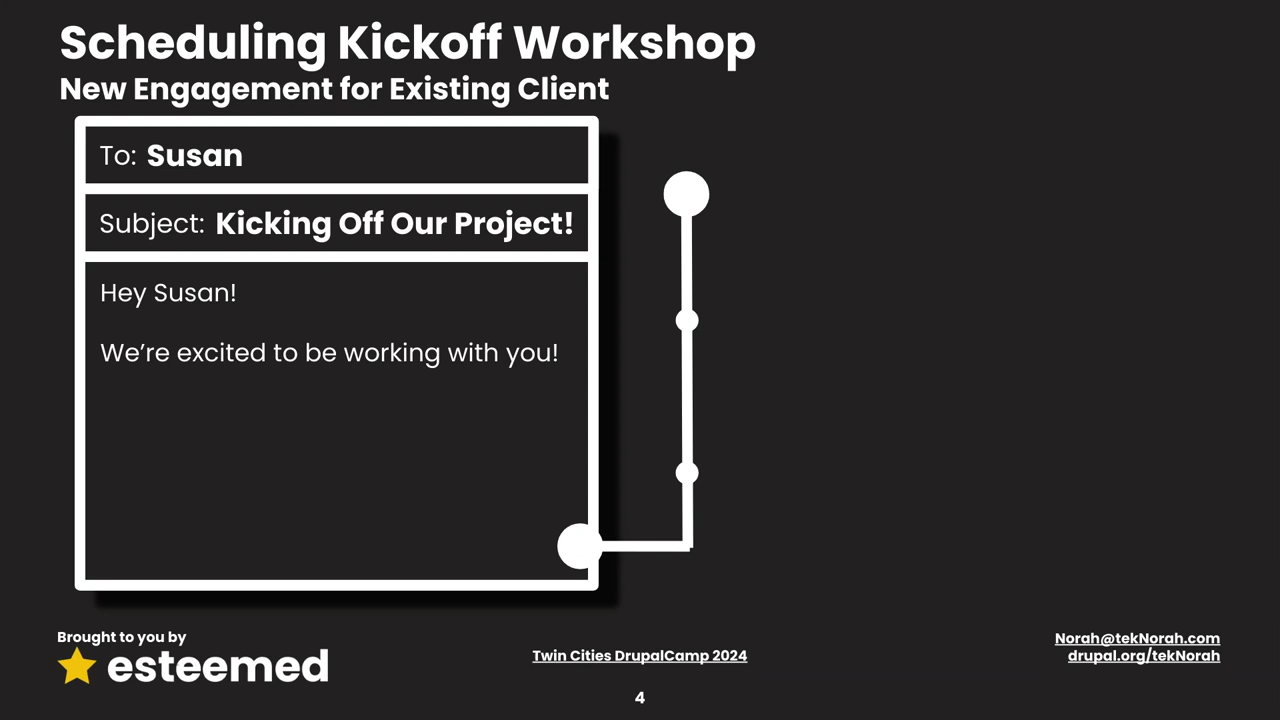 Scheduling Kickoff Workshop
New Engagement for Existing Client
To: Susan
Subject: Kicking Off Our Project!
Hey Susan!
We’re excited to be working with you!
Brought to you by
esteemed
Twin Cities DrupalCamp 2024
Norah@tekNorah.com
drupal.org/tekNorah
4